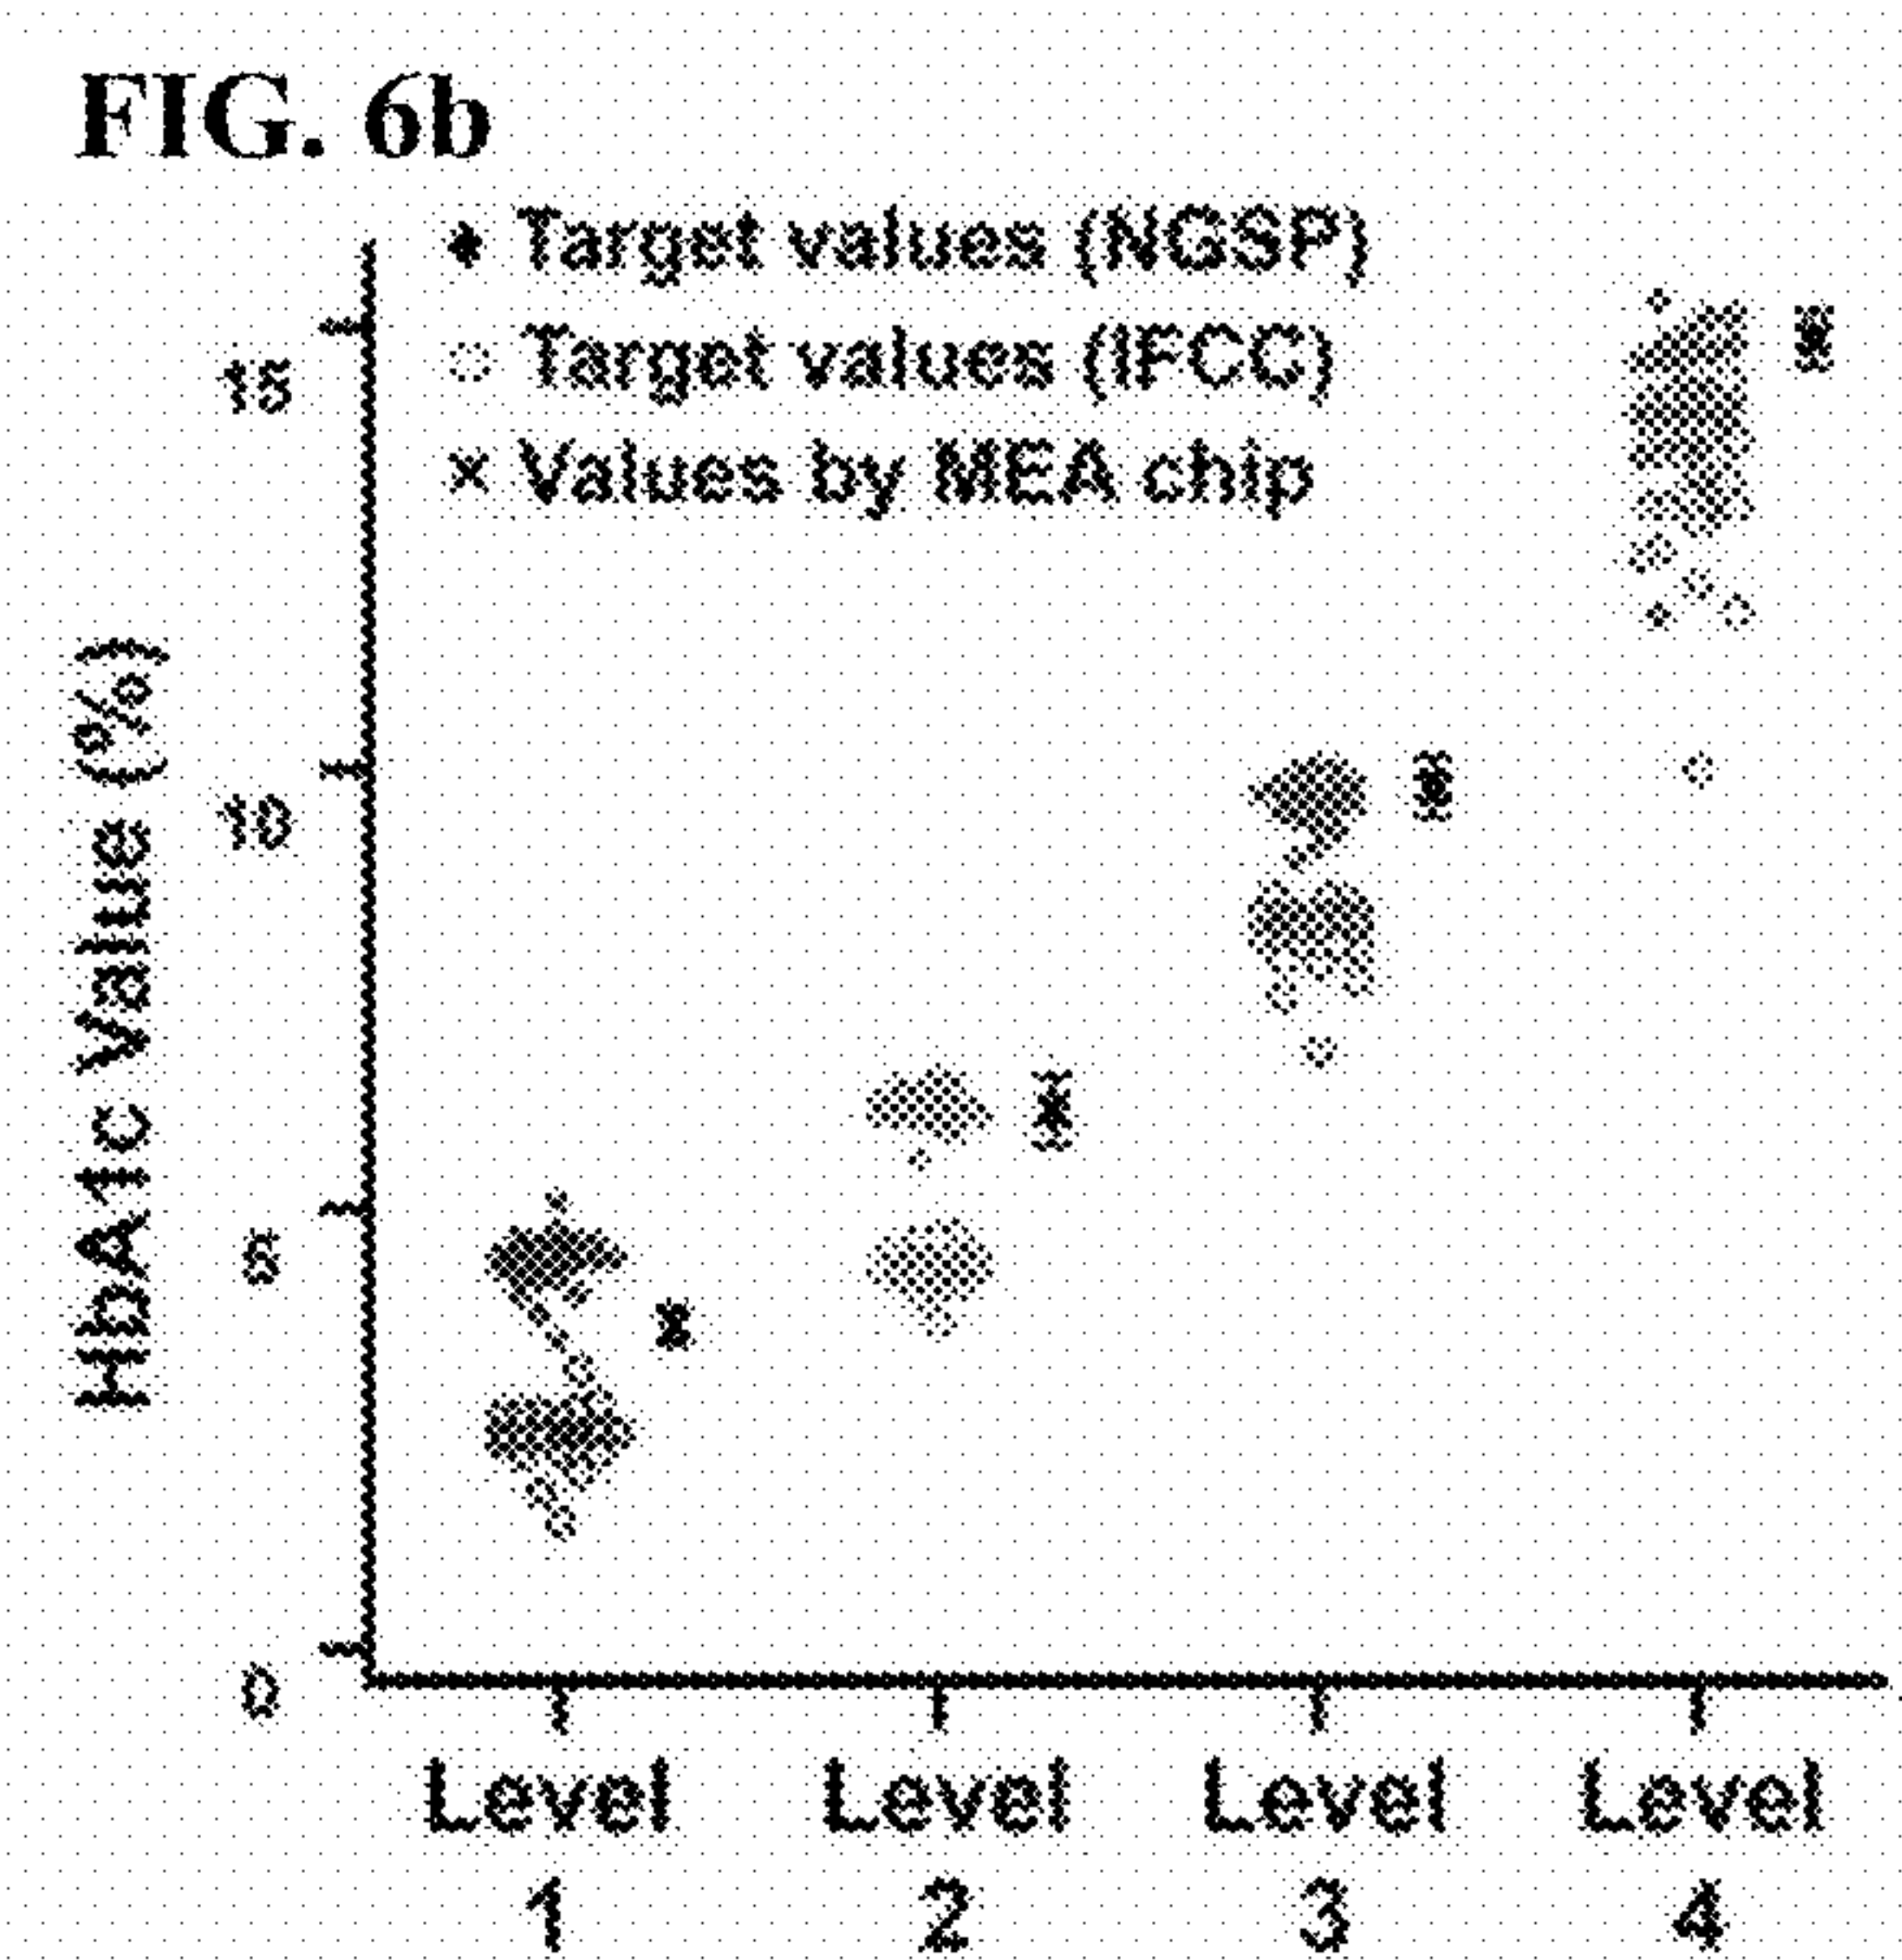 FIG. 6b
Target values (NGSP)
Target values (IFCC)
× Values by MEA chip
HbA1c Value (%)
15
10
5
0
Level Level Level Level
1 2 3 4